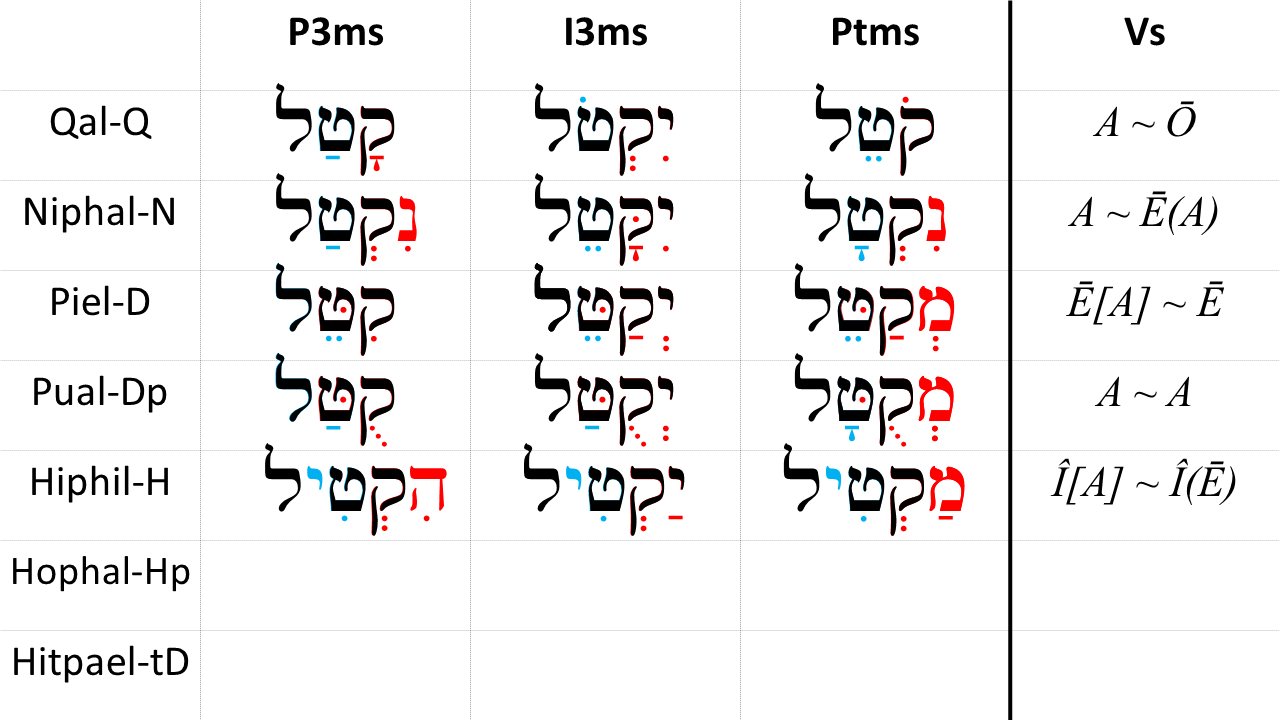 P3ms I3ms Ptms Vs
Qal-Q קָטַל יִקְטֹל קֹטֵל A ~ Ō
Niphal-N נִקְטַל יִקָּטֵל נִקְטָל A ~ Ē(A)
Piel-D קִטֵּל יְקַטֵּל מְקַטֵּל Ē[A] ~ Ē
Pual-Dp קֻטַּל יְקֻטַּל מְקֻטָּל A ~ A
Hiphil-H הִקְטִיל יַקְטִיל מַקְטִיל Î[A] ~ Î(Ē)
Hophal-Hp
Hitpael-tD